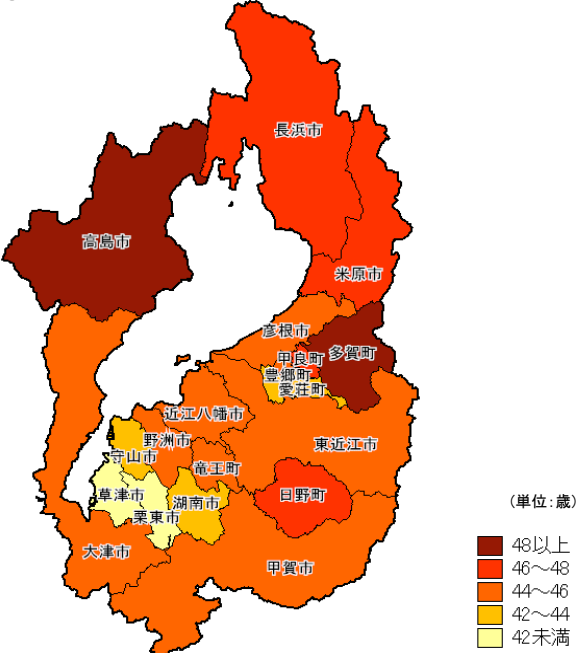 長浜市
高島市
米原市
彦根市
多賀町
甲良町
豊郷町
愛荘町
近江八幡市
野洲市
東近江市
守山市
竜王町
草津市
日野町
湖南市
栗東市
大津市
甲賀市
（単位：歳）
48以上
46～48
44～46
42～44
42未満